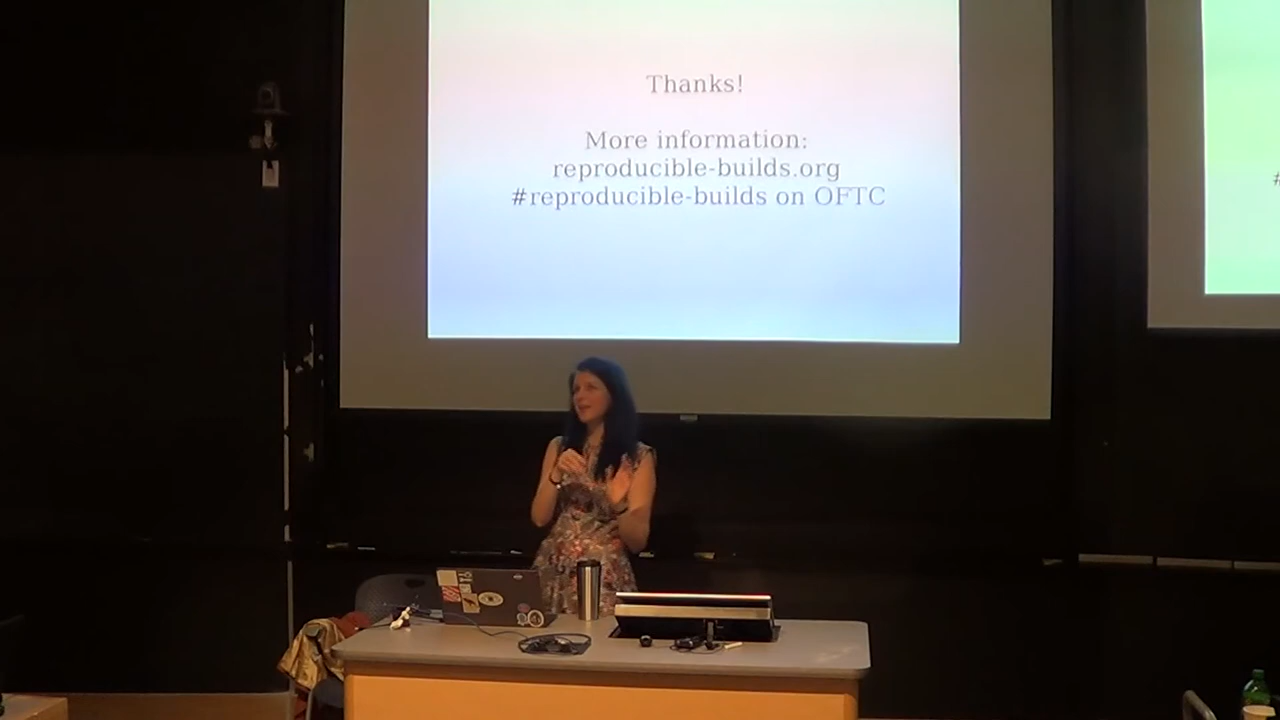 Thanks!
More information:
reproducible-builds.org
#reproducible-builds on OFTC
#